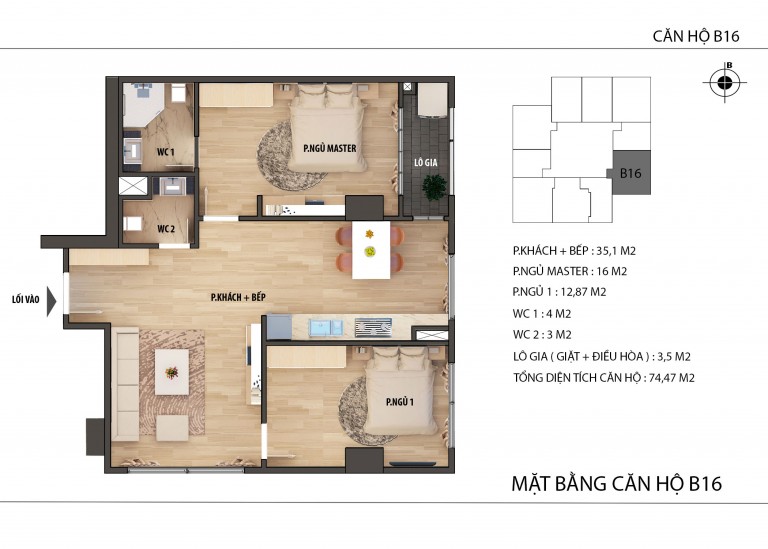 CĂN HỘ B16
B
B16
WC 1
P.NGỦ MASTER
LÔ GIA
WC 2
LỐI VÀO
P.KHÁCH + BẾP
P.NGỦ 1
P.KHÁCH + BẾP : 35,1 M2
P.NGỦ MASTER : 16 M2
P.NGỦ 1 : 12,87 M2
WC 1 : 4 M2
WC 2 : 3 M2
LÔ GIA ( GIẶT + ĐIỀU HÒA ) : 3,5 M2
TỔNG DIỆN TÍCH CĂN HỘ : 74,47 M2
MẶT BẰNG CĂN HỘ B16